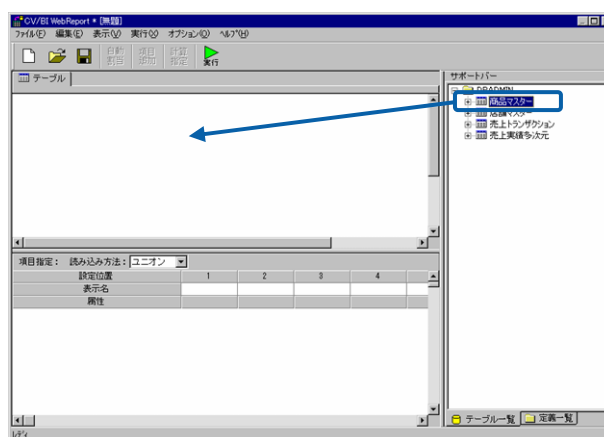 CV/BI WebReport * [無題]
ファイル(F) 編集(E) 表示(V) 実行(X) オプション(O) ヘルプ(H)
自動割当 項目追加 計算指定 実行
テーブル
サポートバー
DBADMIN
商品マスター
店舗マスター
売上トランザクション
売上実績多次元
項目指定: 読み込み方法: ユニオン
設定位置 1 2 3 4
表示名
属性
テーブル一覧 定義一覧
レディ